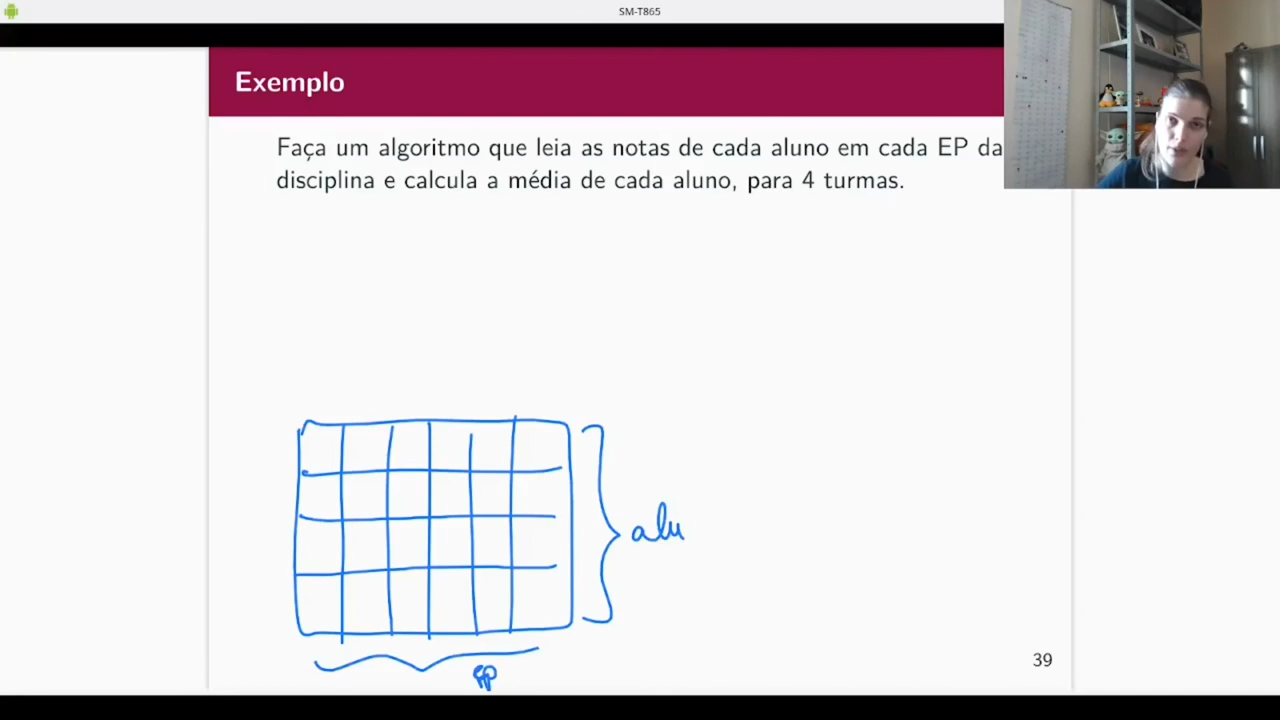 SM-T865
Exemplo
Faça um algoritmo que leia as notas de cada aluno em cada EP da
disciplina e calcula a média de cada aluno, para 4 turmas.
alu
EP
39